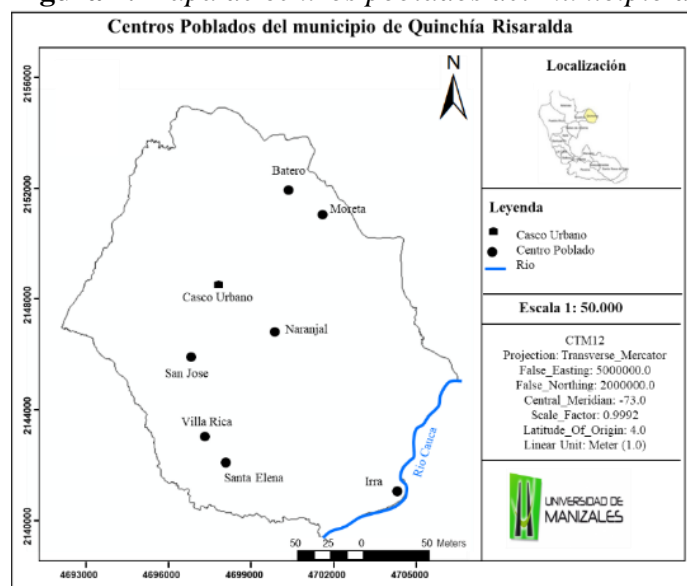 Centros Poblados del municipio de Quinchía Risaralda
N
Batero
Moreta
Casco Urbano
Naranjal
San Jose
Villa Rica
Santa Elena
Irra
Rio Cauca
50 25 0 50 Meters
2156000
2152000
2148000
2144000
2140000
4693000 4696000 4699000 4702000 4705000
Localización
Leyenda
Casco Urbano
Centro Poblado
Rio
Escala 1: 50.000
CTM12
Projection: Transverse_Mercator
False_Easting: 5000000.0
False_Northing: 2000000.0
Central_Meridian: -73.0
Scale_Factor: 0.9992
Latitude_Of_Origin: 4.0
Linear Unit: Meter (1.0)
UNIVERSIDAD DE
MANIZALES